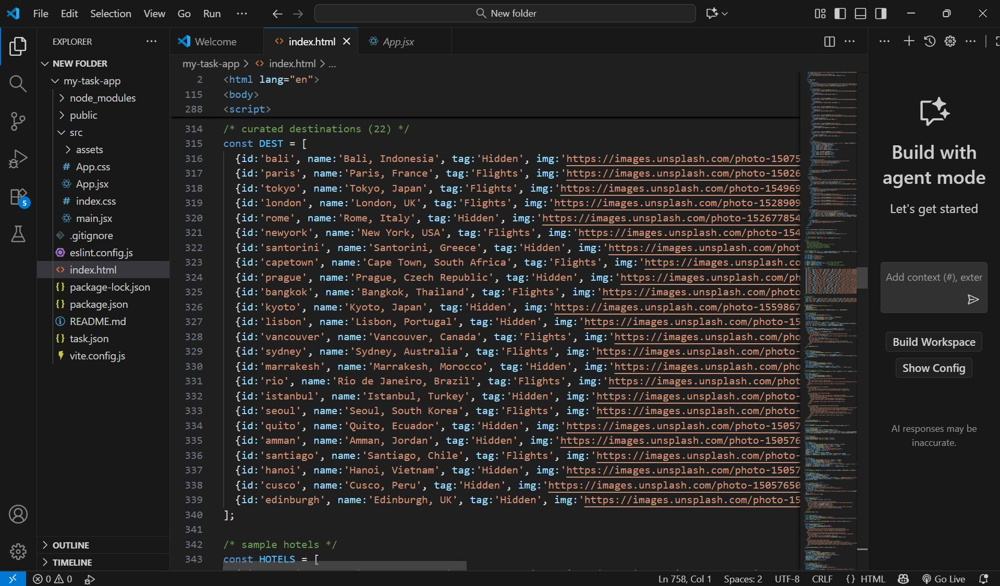 File Edit Selection View Go Run ··· New folder
EXPLORER ···
Welcome index.html App.jsx
NEW FOLDER
my-task-app
node_modules
public
src
assets
# App.css
App.jsx
# index.css
main.jsx
.gitignore
eslint.config.js
<> index.html
{} package-lock.json
{} package.json
README.md
{} task.json
vite.config.js
OUTLINE
TIMELINE
5
my-task-app > <> index.html > ...
2 <html lang="en">
115 <body>
288 <script>
314 /* curated destinations (22) */
315 const DEST = [
316 {id:'bali', name:'Bali, Indonesia', tag:'Hidden', img:'https://images.unsplash.com/photo-15075
317 {id:'paris', name:'Paris, France', tag:'Flights', img:'https://images.unsplash.com/photo-15026
318 {id:'tokyo', name:'Tokyo, Japan', tag:'Flights', img:'https://images.unsplash.com/photo-154969
319 {id:'london', name:'London, UK', tag:'Flights', img:'https://images.unsplash.com/photo-1528909
320 {id:'rome', name:'Rome, Italy', tag:'Hidden', img:'https://images.unsplash.com/photo-152677854
321 {id:'newyork', name:'New York, USA', tag:'Flights', img:'https://images.unsplash.com/photo-154
322 {id:'santorini', name:'Santorini, Greece', tag:'Hidden', img:'https://images.unsplash.com/phot
323 {id:'capetown', name:'Cape Town, South Africa', tag:'Flights', img:'https://images.unsplash.co
324 {id:'prague', name:'Prague, Czech Republic', tag:'Hidden', img:'https://images.unsplash.com/ph
325 {id:'bangkok', name:'Bangkok, Thailand', tag:'Flights', img:'https://images.unsplash.com/photo
326 {id:'kyoto', name:'Kyoto, Japan', tag:'Hidden', img:'https://images.unsplash.com/photo-1559867
327 {id:'lisbon', name:'Lisbon, Portugal', tag:'Hidden', img:'https://images.unsplash.com/photo-15
328 {id:'vancouver', name:'Vancouver, Canada', tag:'Flights', img:'https://images.unsplash.com/pho
329 {id:'sydney', name:'Sydney, Australia', tag:'Flights', img:'https://images.unsplash.com/photo-
330 {id:'marrakesh', name:'Marrakesh, Morocco', tag:'Hidden', img:'https://images.unsplash.com/pho
331 {id:'rio', name:'Rio de Janeiro, Brazil', tag:'Flights', img:'https://images.unsplash.com/phot
332 {id:'istanbul', name:'Istanbul, Turkey', tag:'Hidden', img:'https://images.unsplash.com/photo-
333 {id:'seoul', name:'Seoul, South Korea', tag:'Flights', img:'https://images.unsplash.com/photo-
334 {id:'quito', name:'Quito, Ecuador', tag:'Hidden', img:'https://images.unsplash.com/photo-15057
335 {id:'amman', name:'Amman, Jordan', tag:'Hidden', img:'https://images.unsplash.com/photo-150576
336 {id:'santiago', name:'Santiago, Chile', tag:'Flights', img:'https://images.unsplash.com/photo-
337 {id:'hanoi', name:'Hanoi, Vietnam', tag:'Hidden', img:'https://images.unsplash.com/photo-15057
338 {id:'cusco', name:'Cusco, Peru', tag:'Hidden', img:'https://images.unsplash.com/photo-15057650
339 {id:'edinburgh', name:'Edinburgh, UK', tag:'Hidden', img:'https://images.unsplash.com/photo-15
340 ];
341
342 /* sample hotels */
343 const HOTELS = [
Build with
agent mode
Let's get started
Add context (#), exter
Build Workspace
Show Config
AI responses may be
inaccurate.
0 0 Ln 758, Col 1 Spaces: 2 UTF-8 CRLF {} HTML Go Live